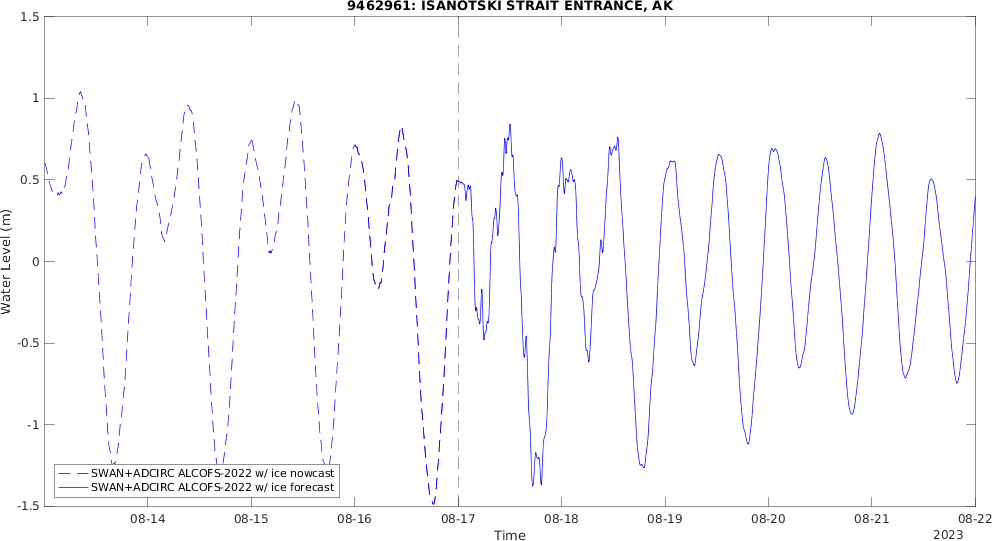 9462961: ISANOTSKI STRAIT ENTRANCE, AK
1.5
1
0.5
0
-0.5
-1
-1.5
Water Level (m)
SWAN+ADCIRC ALCOFS-2022 w/ ice nowcast
SWAN+ADCIRC ALCOFS-2022 w/ ice forecast
08-14 08-15 08-16 08-17 08-18 08-19 08-20 08-21 08-22
Time
2023